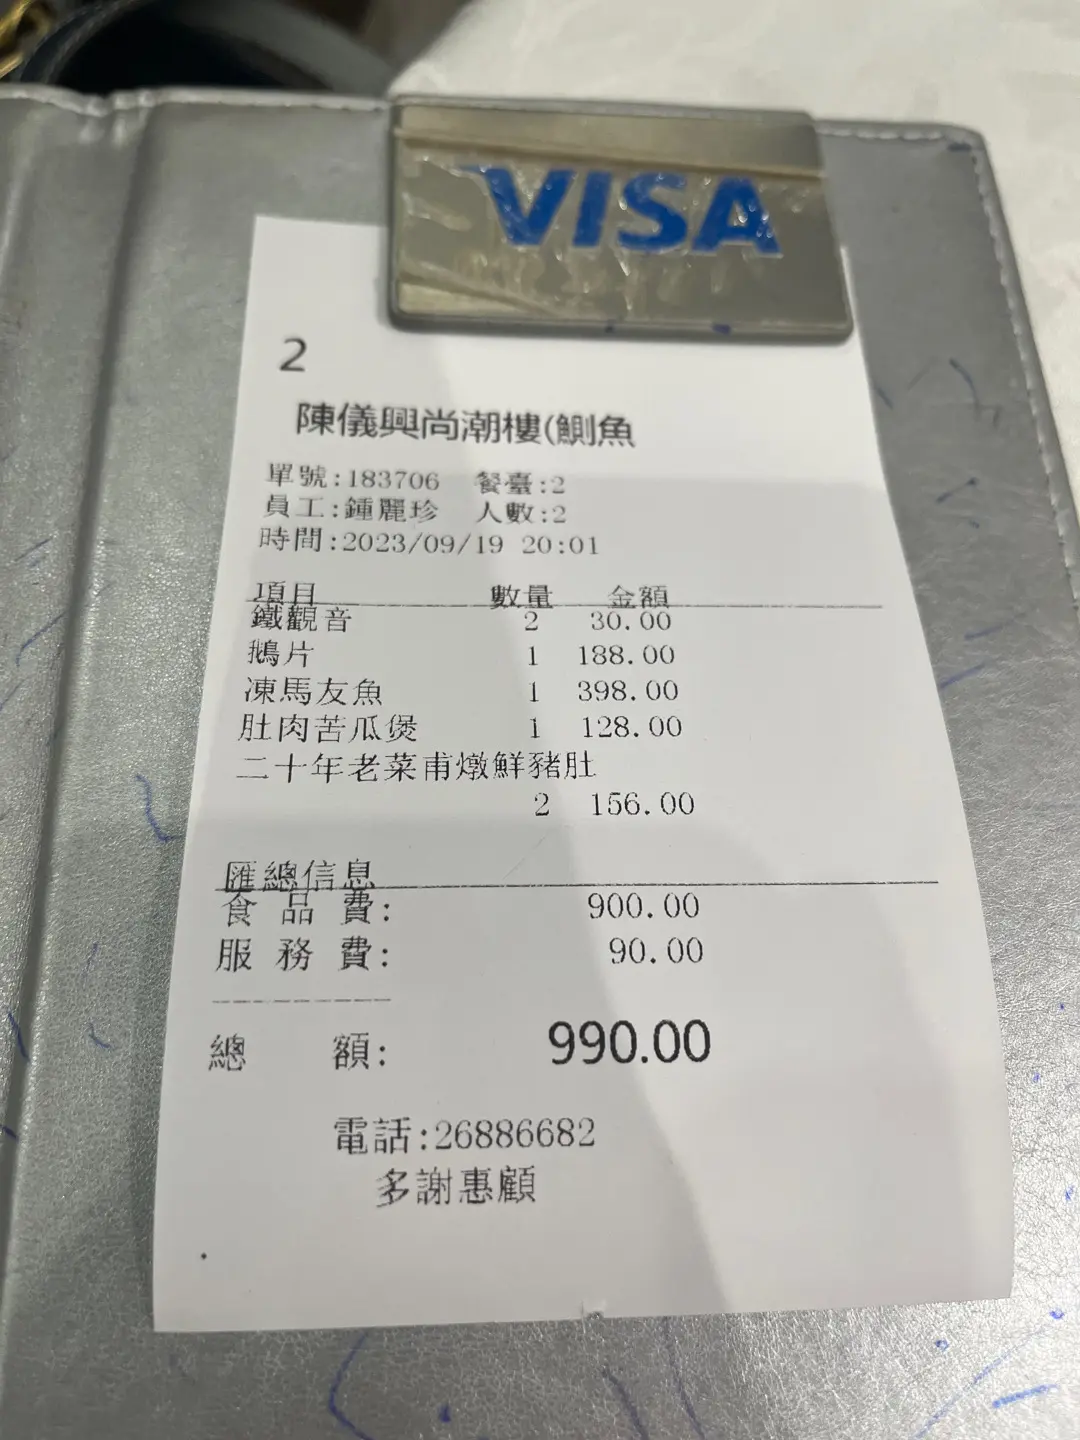 VISA
2
陳儀興尚潮樓(鰂魚
單號:183706 餐臺:2
員工:鍾麗珍 人數:2
時間:2023/09/19 20:01
項目 數量 金額
鐵觀音 2 30.00
鵝片 1 188.00
凍馬友魚 1 398.00
肚肉苦瓜煲 1 128.00
二十年老菜甫燉鮮豬肚
2 156.00
匯總信息
食品費: 900.00
服務費: 90.00
總額: 990.00
電話:26886682
多謝惠顧